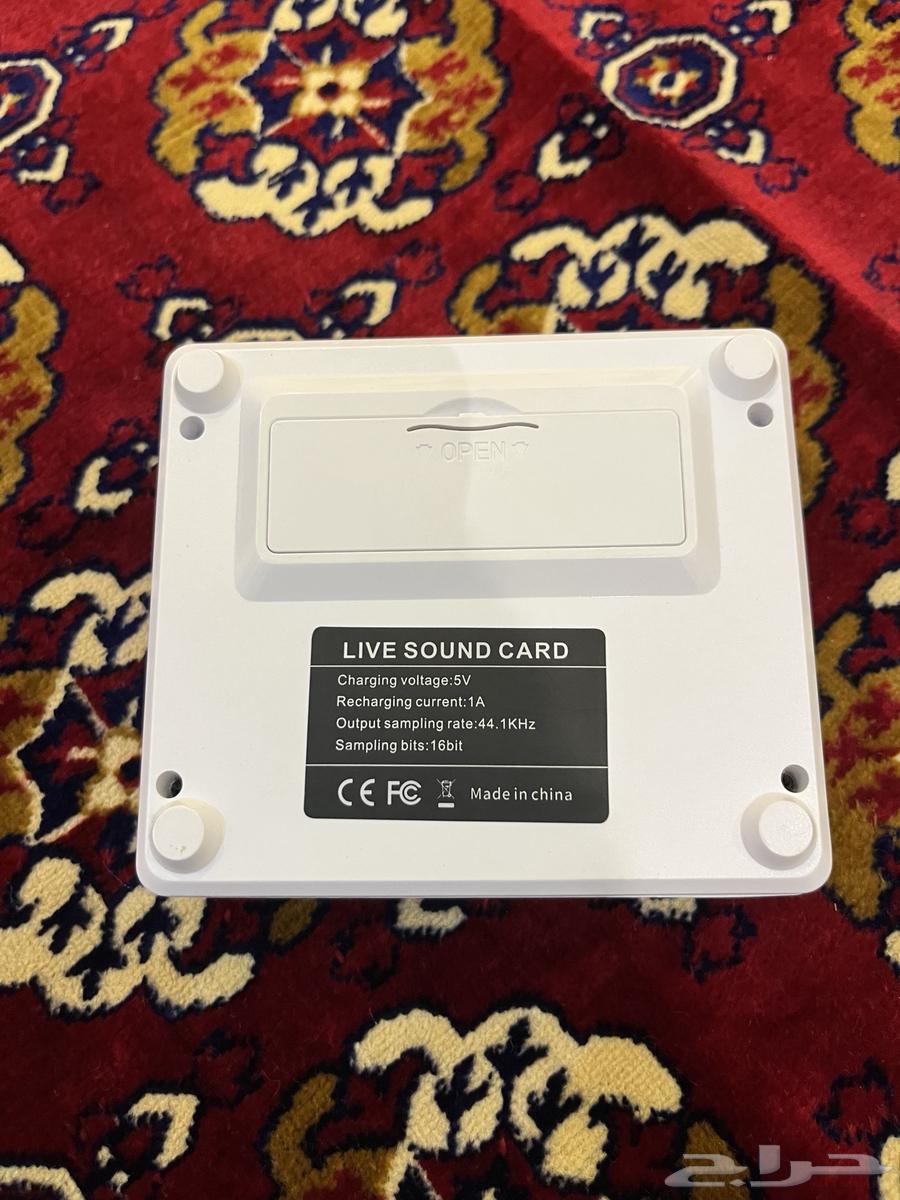 OPEN
LIVE SOUND CARD
Charging voltage:5V
Recharging current:1A
Output sampling rate:44.1KHz
Sampling bits:16bit
CE FC Made in china
حراج